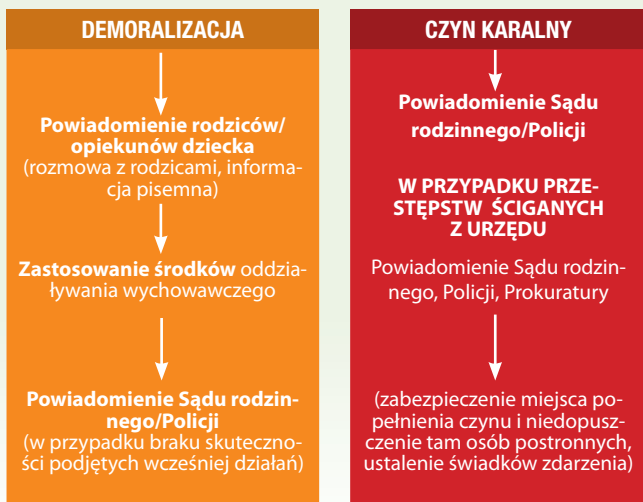 DEMORALIZACJA
Powiadomienie rodziców/
opiekunów dziecka
(rozmowa z rodzicami, informa-
cja pisemna)
Zastosowanie środków oddzia-
ływania wychowawczego
Powiadomienie Sądu rodzin-
nego/Policji
(w przypadku braku skuteczno-
ści podjętych wcześniej działań)
CZYN KARALNY
Powiadomienie Sądu
rodzinnego/Policji
W PRZYPADKU PRZE-
STĘPSTW ŚCIGANYCH
Z URZĘDU
Powiadomienie Sądu rodzin-
nego, Policji, Prokuratury
(zabezpieczenie miejsca po-
pełnienia czynu i niedopusz-
czenie tam osób postronnych,
ustalenie świadków zdarzenia)